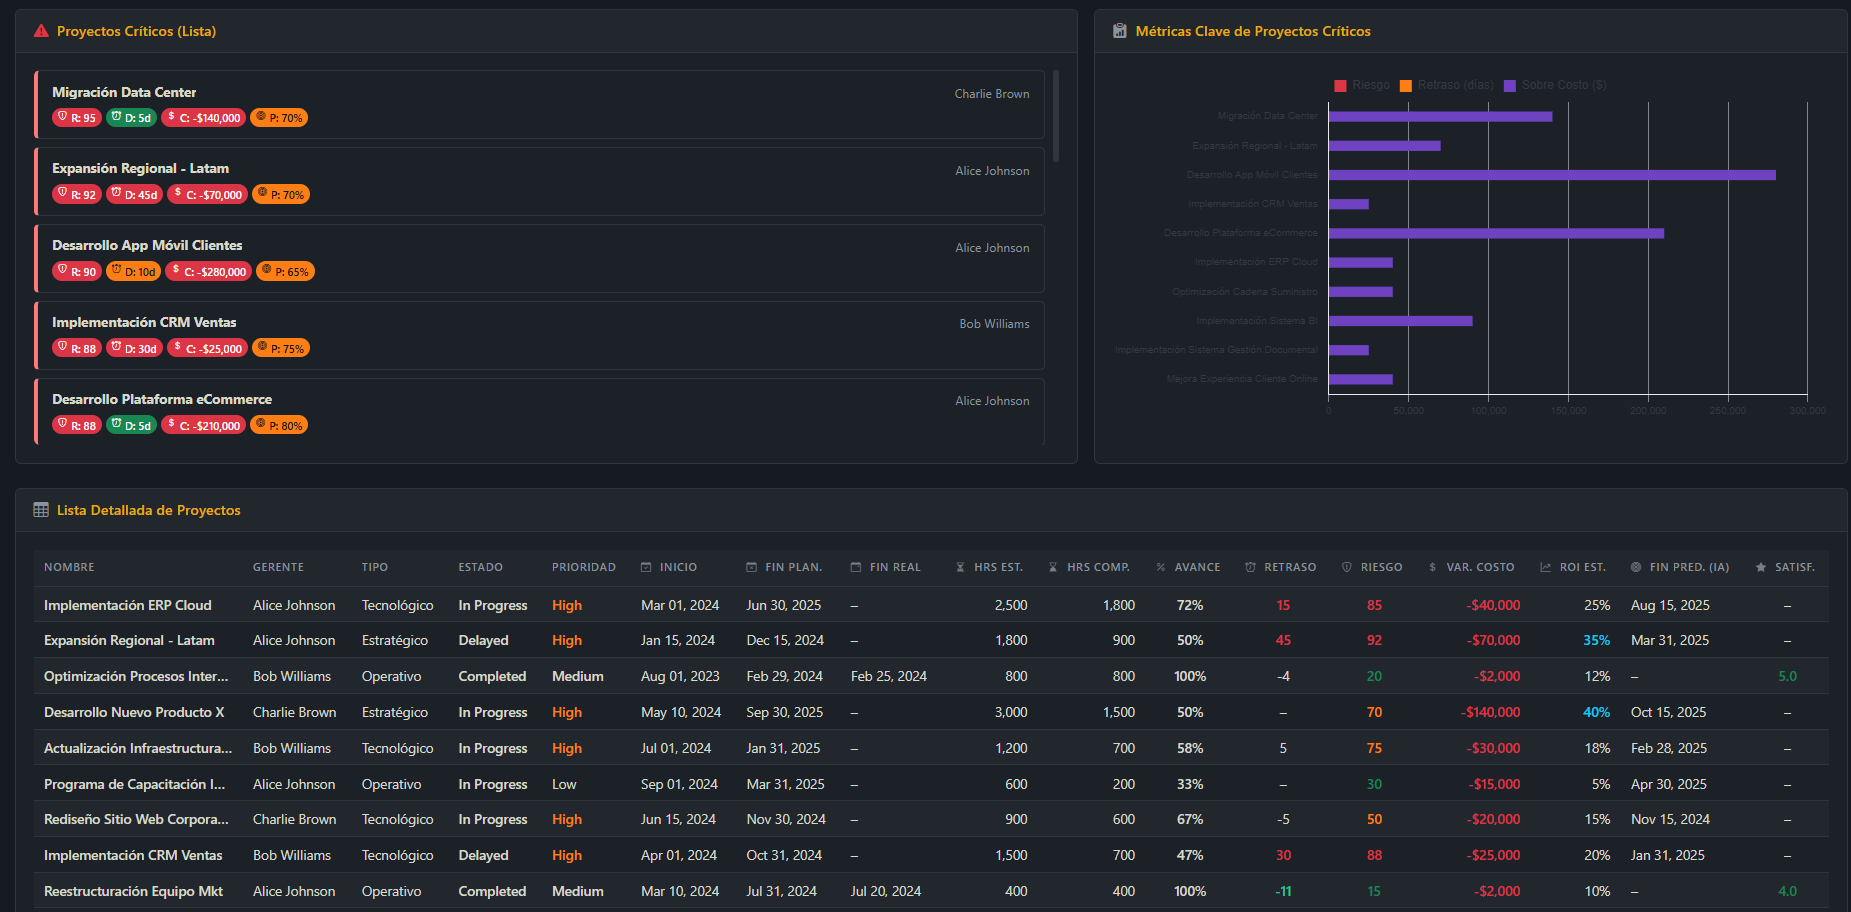 Proyectos Críticos (Lista)
Migración Data Center
Charlie Brown
R: 95 D: 5d $ C: -$140,000 P: 70%
Expansión Regional - Latam
Alice Johnson
R: 92 D: 45d $ C: -$70,000 P: 70%
Desarrollo App Móvil Clientes
Alice Johnson
R: 90 D: 10d $ C: -$280,000 P: 65%
Implementación CRM Ventas
Bob Williams
R: 88 D: 30d $ C: -$25,000 P: 75%
Desarrollo Plataforma eCommerce
Alice Johnson
R: 88 D: 5d $ C: -$210,000 P: 80%
Métricas Clave de Proyectos Críticos
Riesgo Retraso (días) Sobre Costo ($)
Migración Data Center
Expansión Regional - Latam
Desarrollo App Móvil Clientes
Implementación CRM Ventas
Desarrollo Plataforma eCommerce
Implementación ERP Cloud
Optimización Cadena Suministro
Implementación Sistema BI
Implementación Sistema Gestión Documental
Mejora Experiencia Cliente Online
0 50,000 100,000 150,000 200,000 250,000 300,000
Lista Detallada de Proyectos
NOMBRE GERENTE TIPO ESTADO PRIORIDAD INICIO FIN PLAN. FIN REAL HRS EST. HRS COMP. % AVANCE RETRASO RIESGO $ VAR. COSTO ROI EST. FIN PRED. (IA) SATISF.
Implementación ERP Cloud Alice Johnson Tecnológico In Progress High Mar 01, 2024 Jun 30, 2025 – 2,500 1,800 72% 15 85 -$40,000 25% Aug 15, 2025 –
Expansión Regional - Latam Alice Johnson Estratégico Delayed High Jan 15, 2024 Dec 15, 2024 – 1,800 900 50% 45 92 -$70,000 35% Mar 31, 2025 –
Optimización Procesos Inter... Bob Williams Operativo Completed Medium Aug 01, 2023 Feb 29, 2024 Feb 25, 2024 800 800 100% -4 20 -$2,000 12% – 5.0
Desarrollo Nuevo Producto X Charlie Brown Estratégico In Progress High May 10, 2024 Sep 30, 2025 – 3,000 1,500 50% – 70 -$140,000 40% Oct 15, 2025 –
Actualización Infraestructura... Bob Williams Tecnológico In Progress High Jul 01, 2024 Jan 31, 2025 – 1,200 700 58% 5 75 -$30,000 18% Feb 28, 2025 –
Programa de Capacitación I... Alice Johnson Operativo In Progress Low Sep 01, 2024 Mar 31, 2025 – 600 200 33% – 30 -$15,000 5% Apr 30, 2025 –
Rediseño Sitio Web Corpora... Charlie Brown Tecnológico In Progress High Jun 15, 2024 Nov 30, 2024 – 900 600 67% -5 50 -$20,000 15% Nov 15, 2024 –
Implementación CRM Ventas Bob Williams Tecnológico Delayed High Apr 01, 2024 Oct 31, 2024 – 1,500 700 47% 30 88 -$25,000 20% Jan 31, 2025 –
Reestructuración Equipo Mkt Alice Johnson Operativo Completed Medium Mar 10, 2024 Jul 31, 2024 Jul 20, 2024 400 400 100% -11 15 -$2,000 10% – 4.0